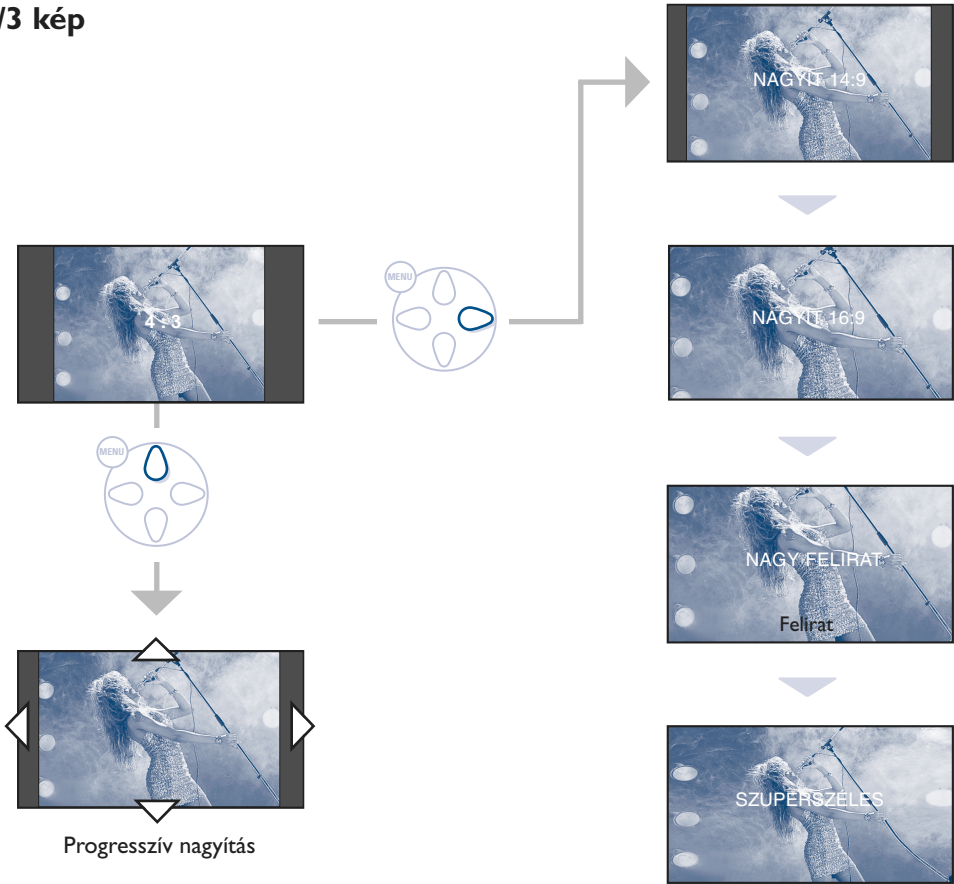 /3 kép
NAGYÍT 14:9
MENU
4 : 3
NAGYÍT 16:9
MENU
NAGY FELIRAT
Felirat
Progresszív nagyítás
SZUPERSZÉLES